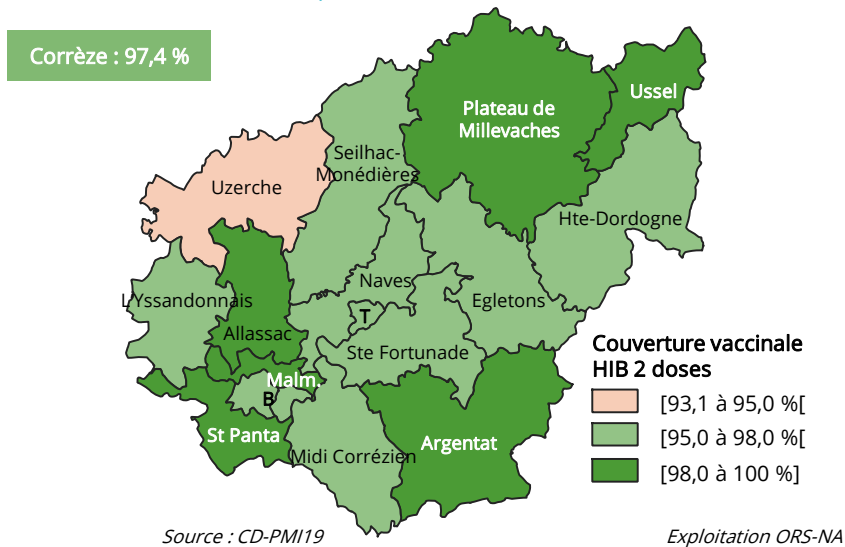 Corrèze : 97,4 %
Ussel
Plateau de
Millevaches
Seilhac-
Monédières
Uzerche
Hte-Dordogne
Naves
L'Yssandonnais
Egletons
T
Allassac
Ste Fortunade
Malm.
B
St Panta
Argentat
Midi Corrézien
Couverture vaccinale
HIB 2 doses
[93,1 à 95,0 %[
[95,0 à 98,0 %[
[98,0 à 100 %]
Source : CD-PMI19
Exploitation ORS-NA